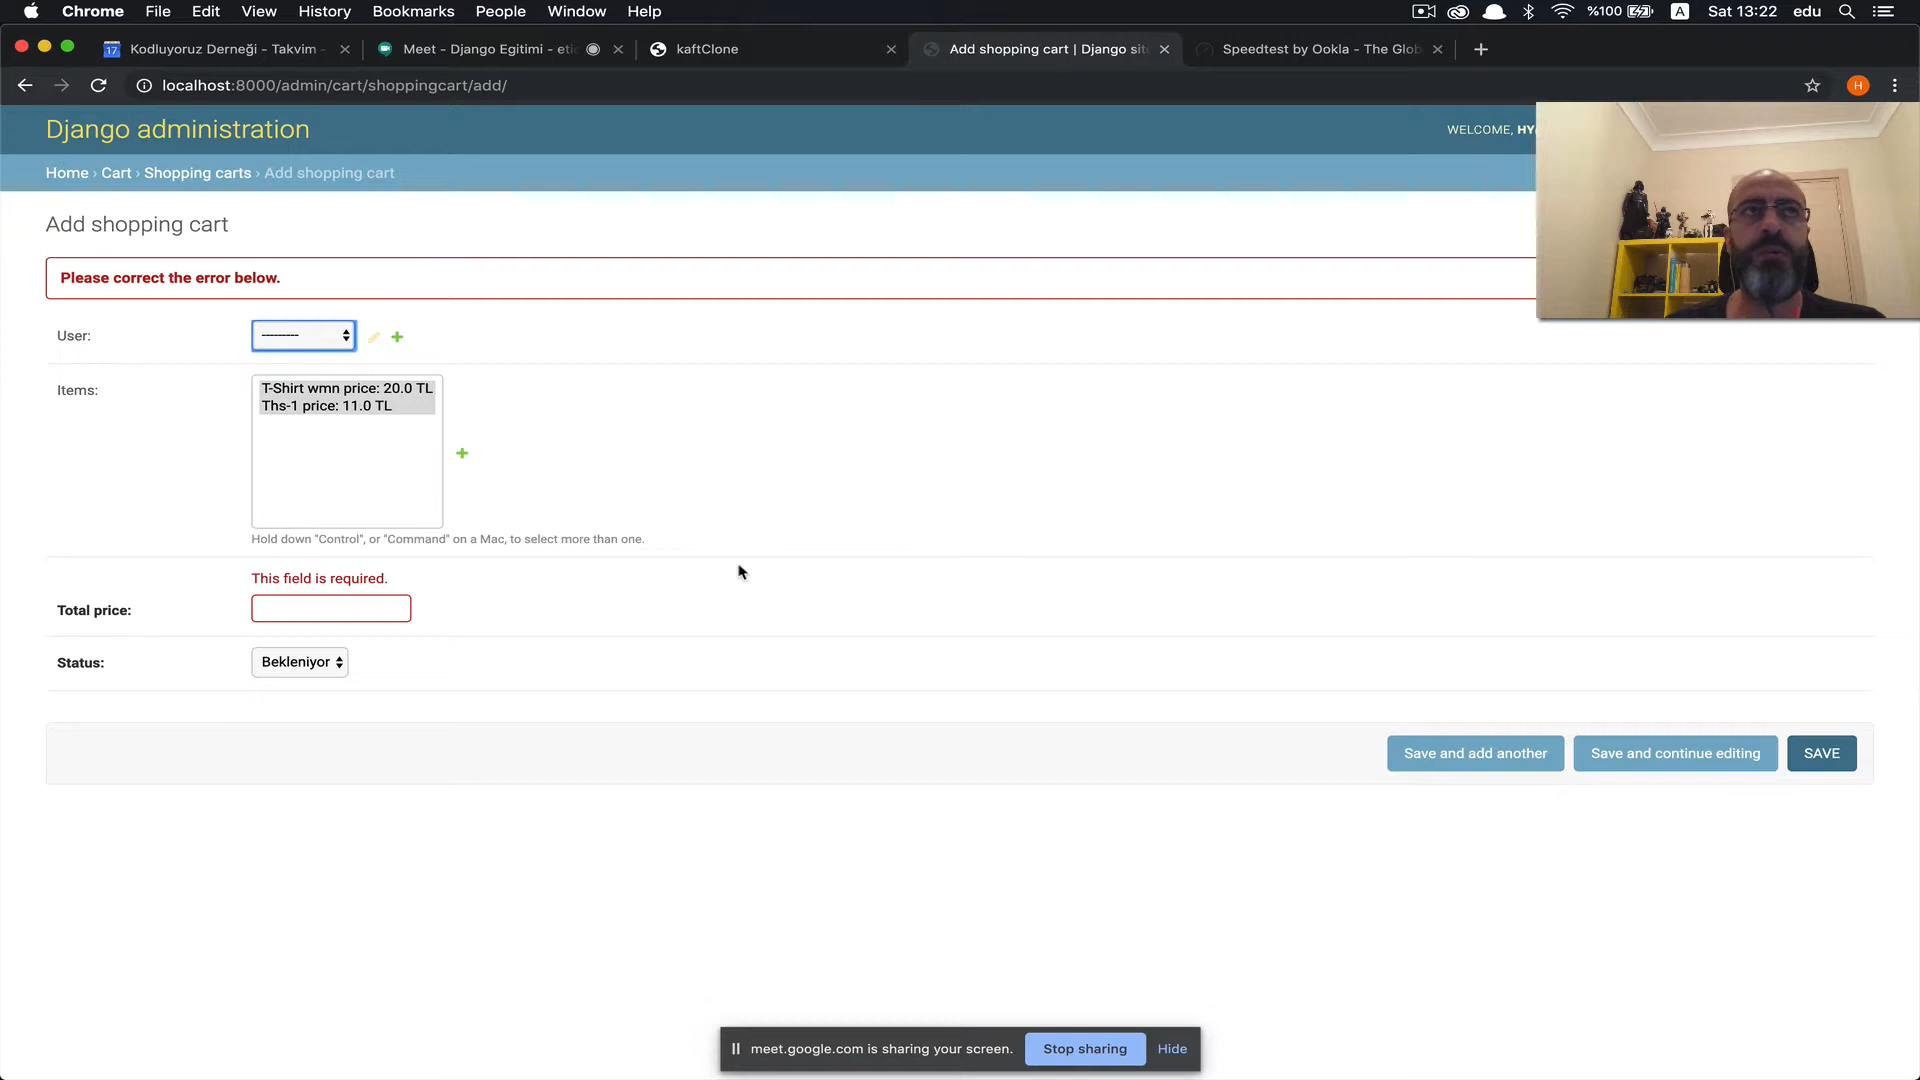 Chrome File Edit View History Bookmarks People Window Help %100 A Sat 13:22 edu
17 Kodluyoruz Derneği - Takvim - Meet - Django Egitimi - etic kaftClone Add shopping cart | Django site Speedtest by Ookla - The Glob
localhost:8000/admin/cart/shoppingcart/add/ H
Django administration
WELCOME, HY
Home › Cart › Shopping carts › Add shopping cart
Add shopping cart
Please correct the error below.
User: ---------
Items:
T-Shirt wmn price: 20.0 TL
Ths-1 price: 11.0 TL
Hold down "Control", or "Command" on a Mac, to select more than one.
This field is required.
Total price:
Status: Bekleniyor
Save and add another Save and continue editing SAVE
meet.google.com is sharing your screen. Stop sharing Hide